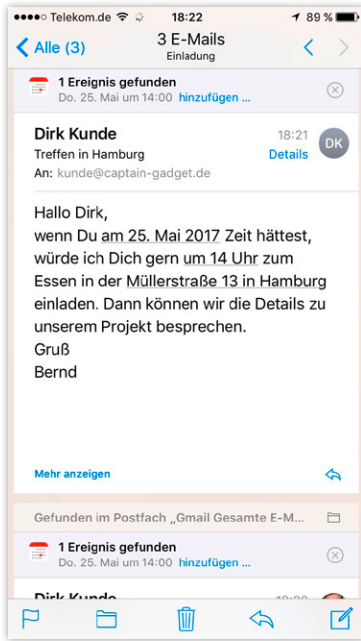 Telekom.de 18:22 89 %
Alle (3) 3 E-Mails
Einladung
1 Ereignis gefunden
Do. 25. Mai um 14:00 hinzufügen ...
Dirk Kunde 18:21 DK
Treffen in Hamburg Details
An: kunde@captain-gadget.de
Hallo Dirk,
wenn Du am 25. Mai 2017 Zeit hättest,
würde ich Dich gern um 14 Uhr zum
Essen in der Müllerstraße 13 in Hamburg
einladen. Dann können wir die Details zu
unserem Projekt besprechen.
Gruß
Bernd
Mehr anzeigen
Gefunden im Postfach „Gmail Gesamte E-M...
1 Ereignis gefunden
Do. 25. Mai um 14:00 hinzufügen ...
Dirk Kunde